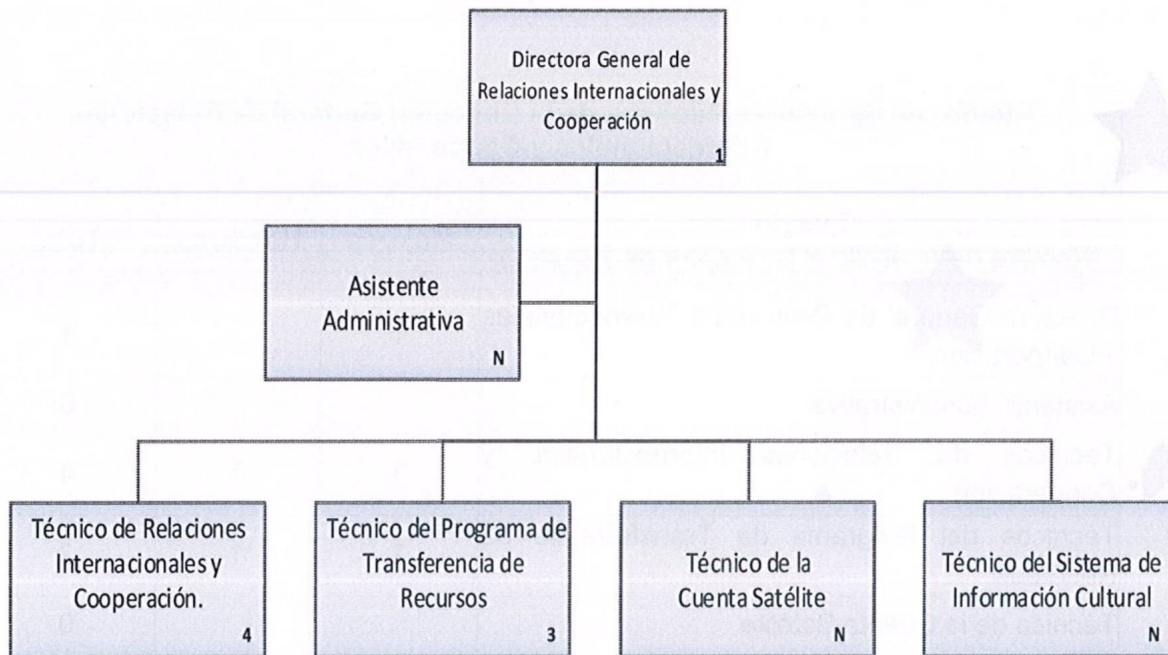 Directora General de
Relaciones Internacionales y
Cooperación
1
Asistente
Administrativa
N
Técnico de Relaciones
Internacionales y
Cooperación.
4
Técnico del Programa de
Transferencia de
Recursos
3
Técnico de la
Cuenta Satélite
N
Técnico del Sistema de
Información Cultural
N